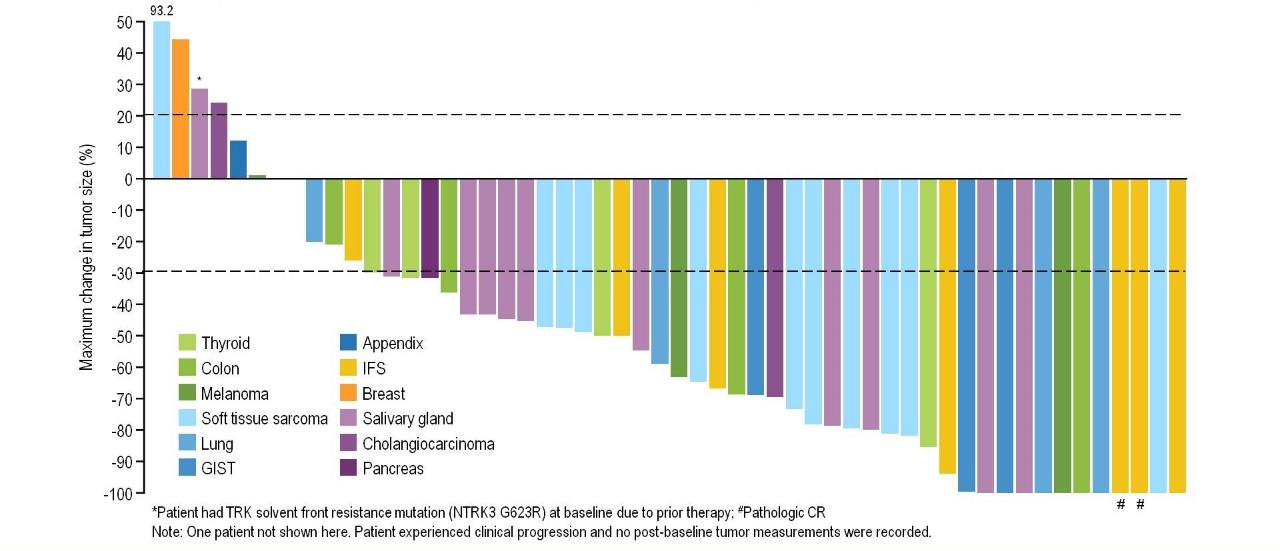 93.2
50
40
30
20
10
0
-10
-20
-30
-40
-50
-60
-70
-80
-90
-100
Maximum change in tumor size (%)
*
Thyroid
Colon
Melanoma
Soft tissue sarcoma
Lung
GIST
Appendix
IFS
Breast
Salivary gland
Cholangiocarcinoma
Pancreas
# #
*Patient had TRK solvent front resistance mutation (NTRK3 G623R) at baseline due to prior therapy; #Pathologic CR
Note: One patient not shown here. Patient experienced clinical progression and no post-baseline tumor measurements were recorded.